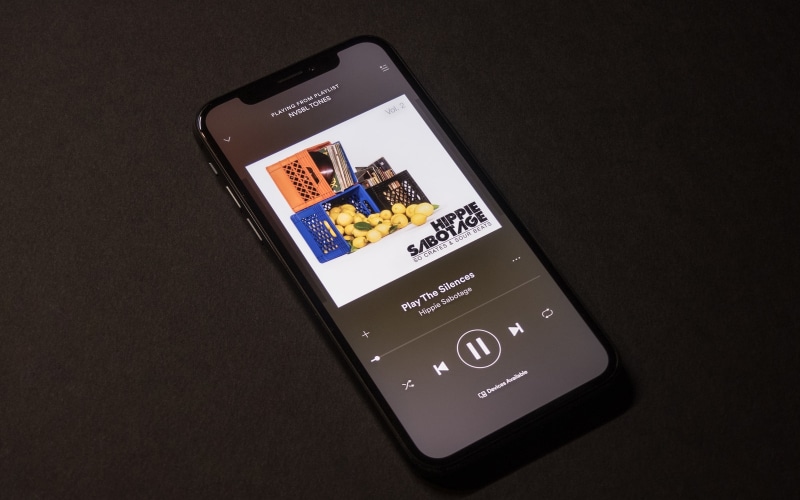 PLAYING FROM PLAYLIST
NVSBL TONES
Vol. 2
HIPPIE
SABOTAGE
SO CRATES & SOUR BEATS
Play The Silences
Hippie Sabotage
Devices Available